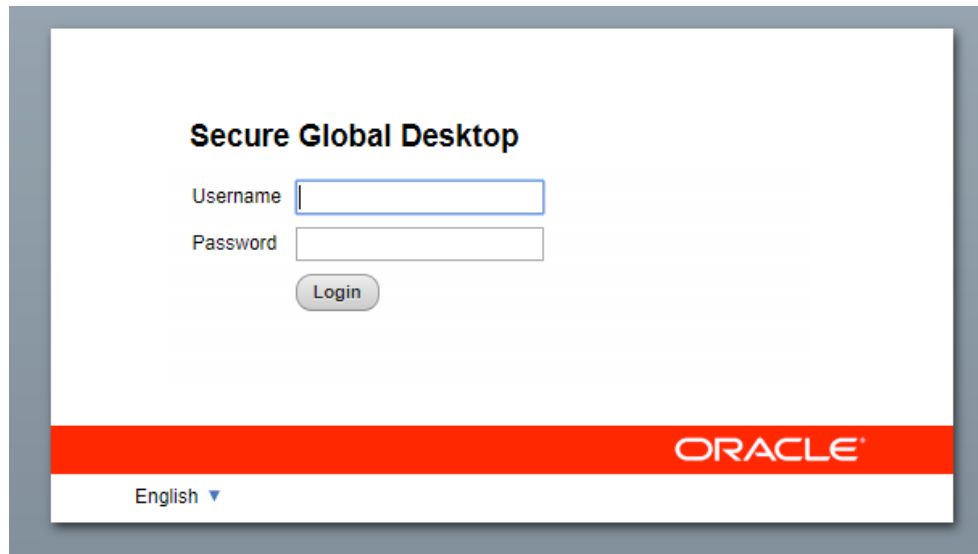 Secure Global Desktop
Username
Password
Login
ORACLE
English